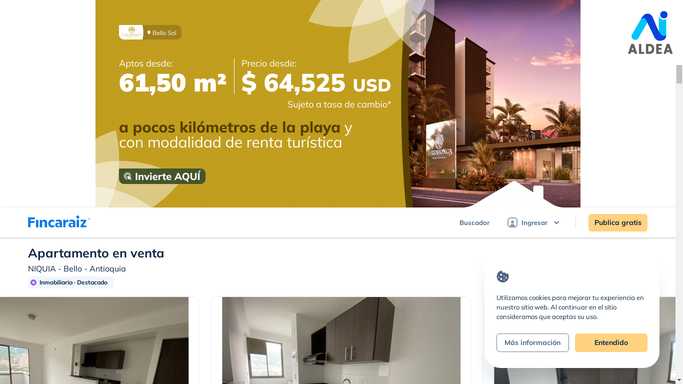 Bello Sol
Aptos desde:
61,50 m²
Precio desde:
$ 64,525 USD
Sujeto a tasa de cambio*
a pocos kilómetros de la playa y
con modalidad de renta turística
Invierte AQUÍ
ALDEA
Fincaraiz
Buscador
Ingresar
Publica gratis
Apartamento en venta
NIQUIA - Bello - Antioquia
Inmobiliaria · Destacado
Utilizamos cookies para mejorar tu experiencia en
nuestro sitio web. Al continuar en el sitio
consideramos que aceptas su uso.
Más información
Entendido